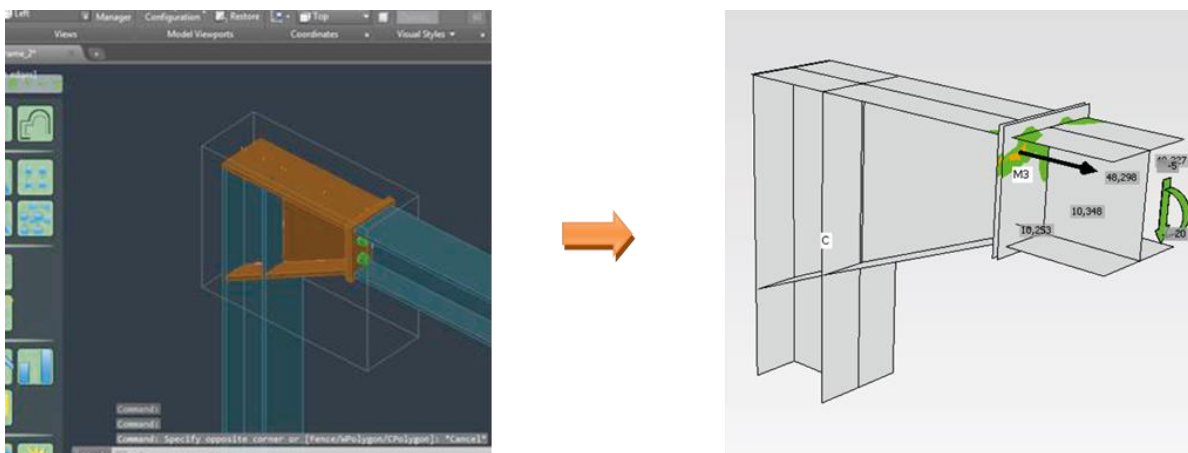 Left
Manager
Configuration
Restore
Top
Views
Model Viewports
Coordinates
Visual Styles
rame_2*
Command:
Command:
Command: Specify opposite corner or [Fence/WPolygon/CPolygon]: *Cancel*
M3
48,298
-5
10,348
10,253
-20
C